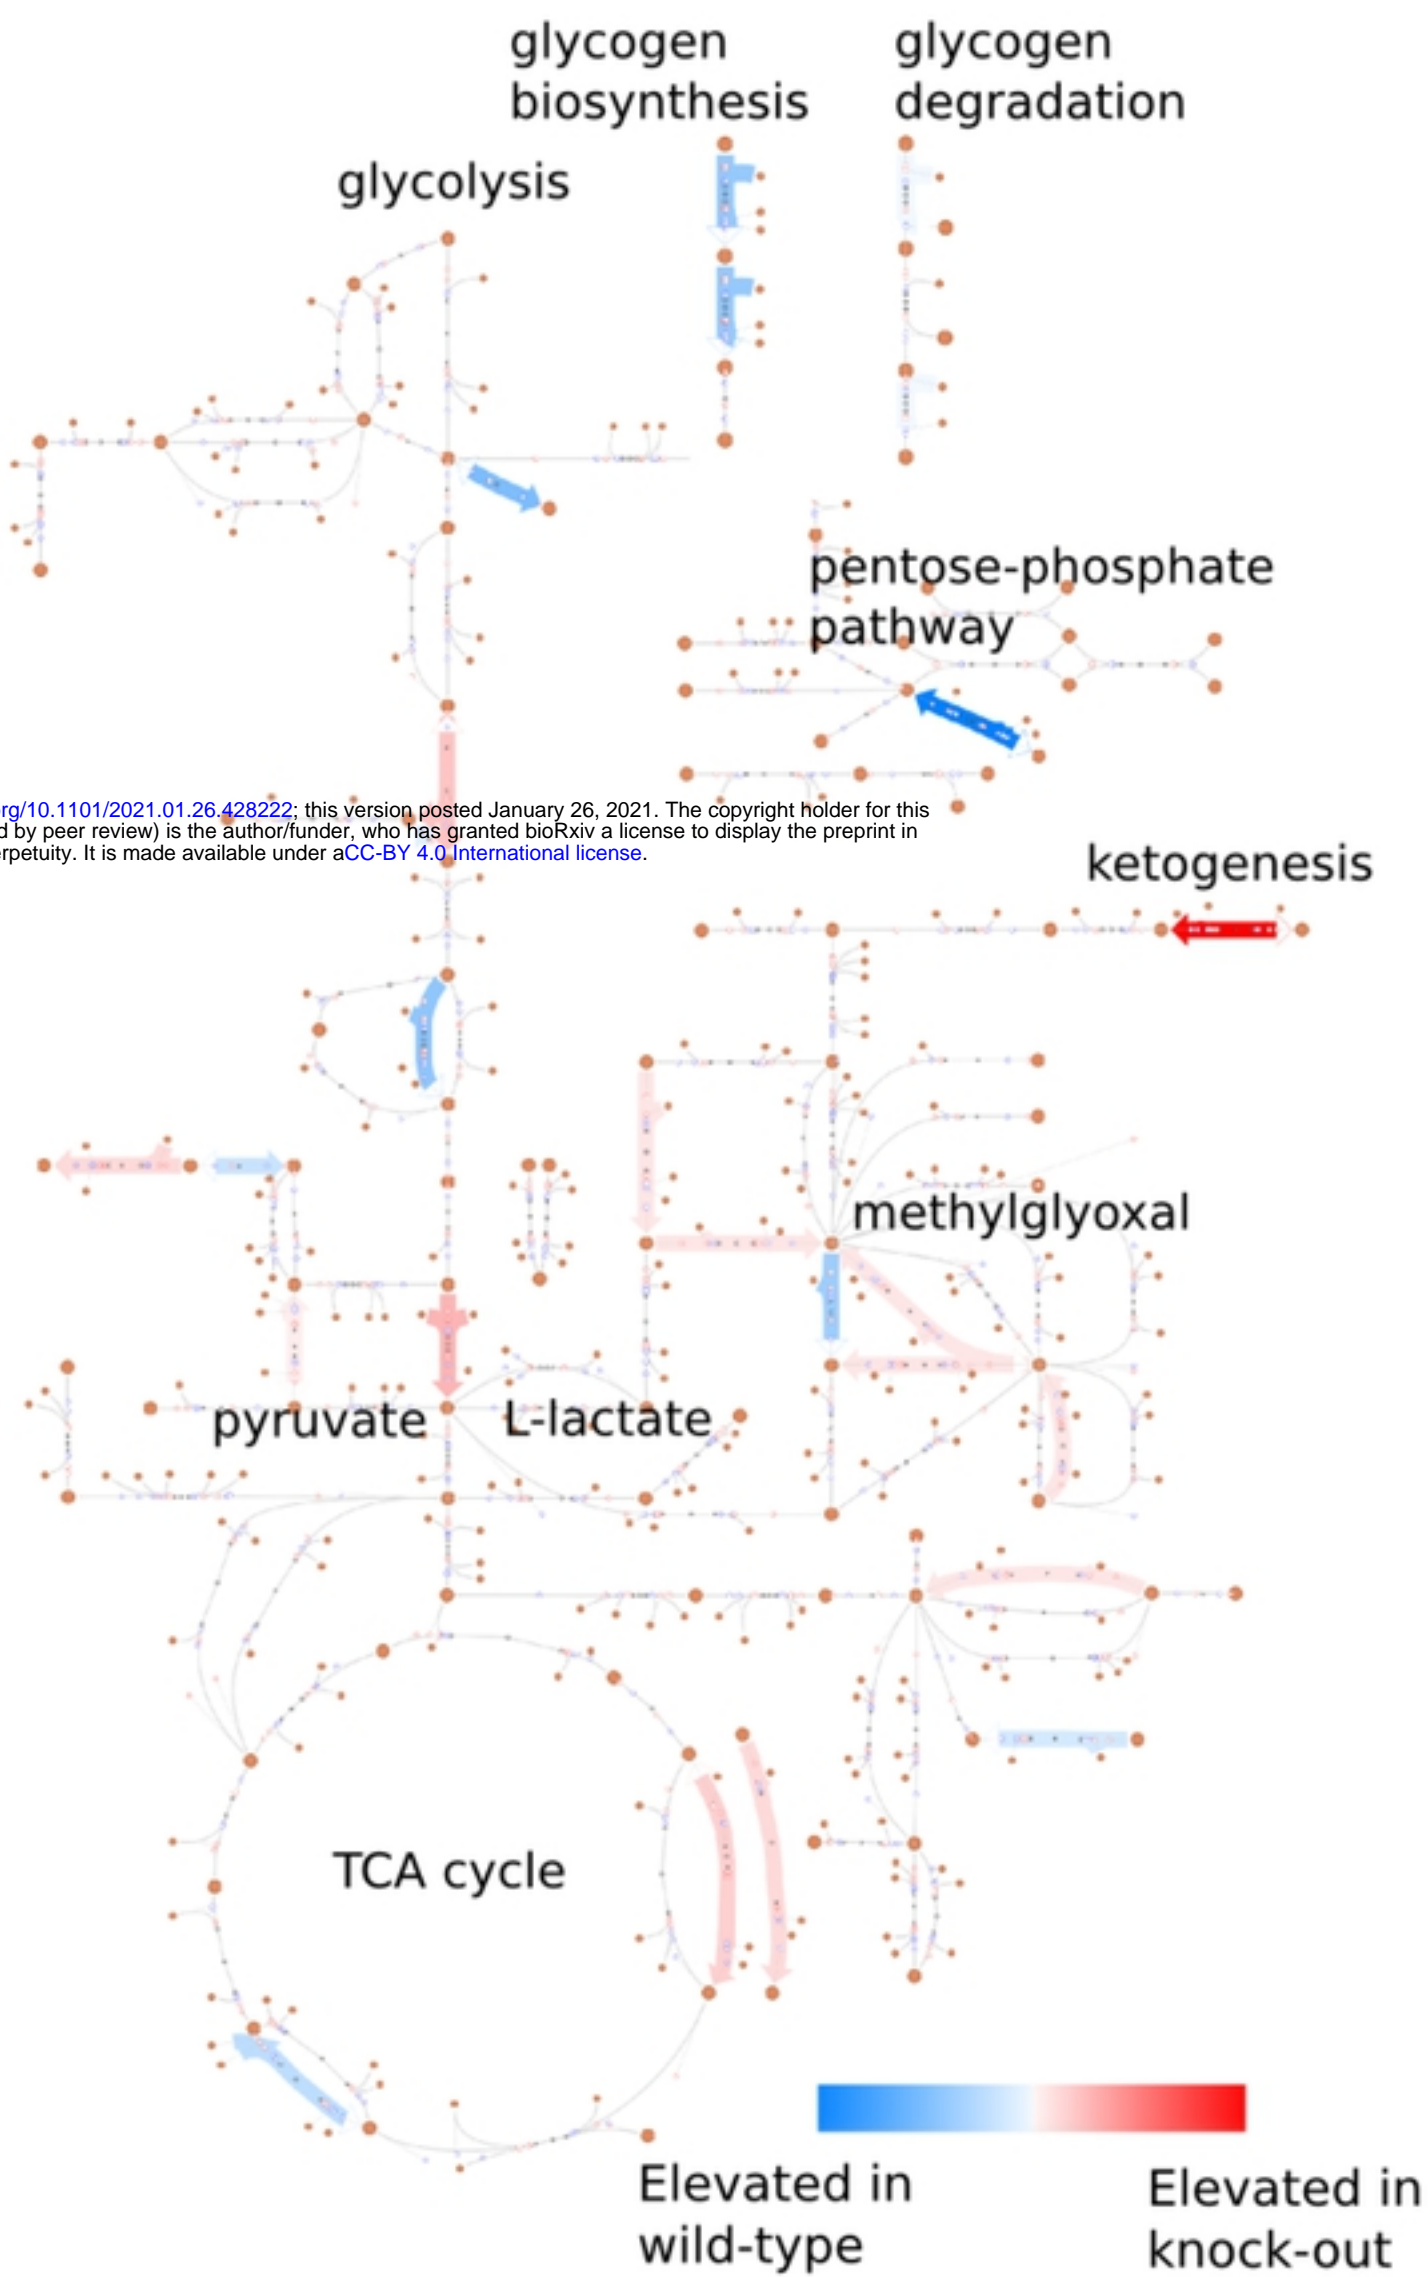 glycogen
biosynthesis
glycogen
degradation
glycolysis
pentose-phosphate
pathway
rg/10.1101/2021.01.26.428222; this version posted January 26, 2021. The copyright holder for this
d by peer review) is the author/funder, who has granted bioRxiv a license to display the preprint in
rpetuity. It is made available under aCC-BY 4.0 International license.
ketogenesis
methylglyoxal
pyruvate
L-lactate
TCA cycle
Elevated in
wild-type
Elevated in
knock-out